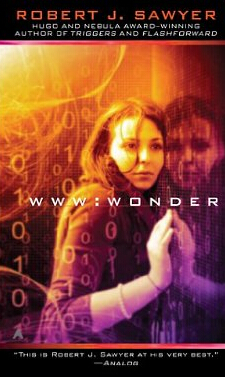 ROBERT J. SAWYER
HUGO AND NEBULA AWARD-WINNING
AUTHOR OF TRIGGERS AND FLASHFORWARD
WWW:WONDER
"THIS IS ROBERT J. SAWYER AT HIS VERY BEST."
—ANALOG